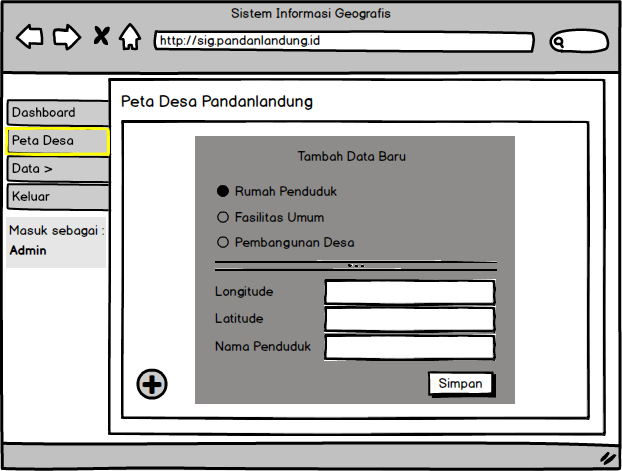 Sistem Informasi Geografis
http://sig.pandanlandung.id
Dashboard
Peta Desa
Data >
Keluar
Masuk sebagai :
Admin
Peta Desa Pandanlandung
Tambah Data Baru
Rumah Penduduk
Fasilitas Umum
Pembangunan Desa
Longitude
Latitude
Nama Penduduk
Simpan